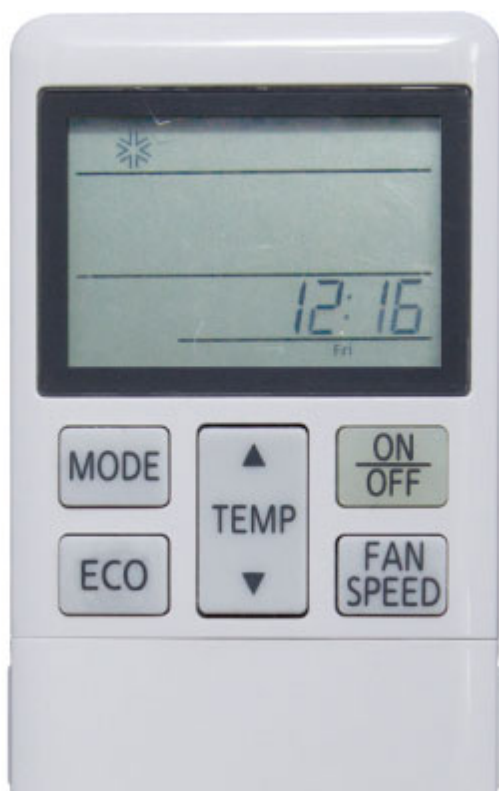 12:16
Fri
MODE
▲
TEMP
▼
ON
OFF
ECO
FAN
SPEED